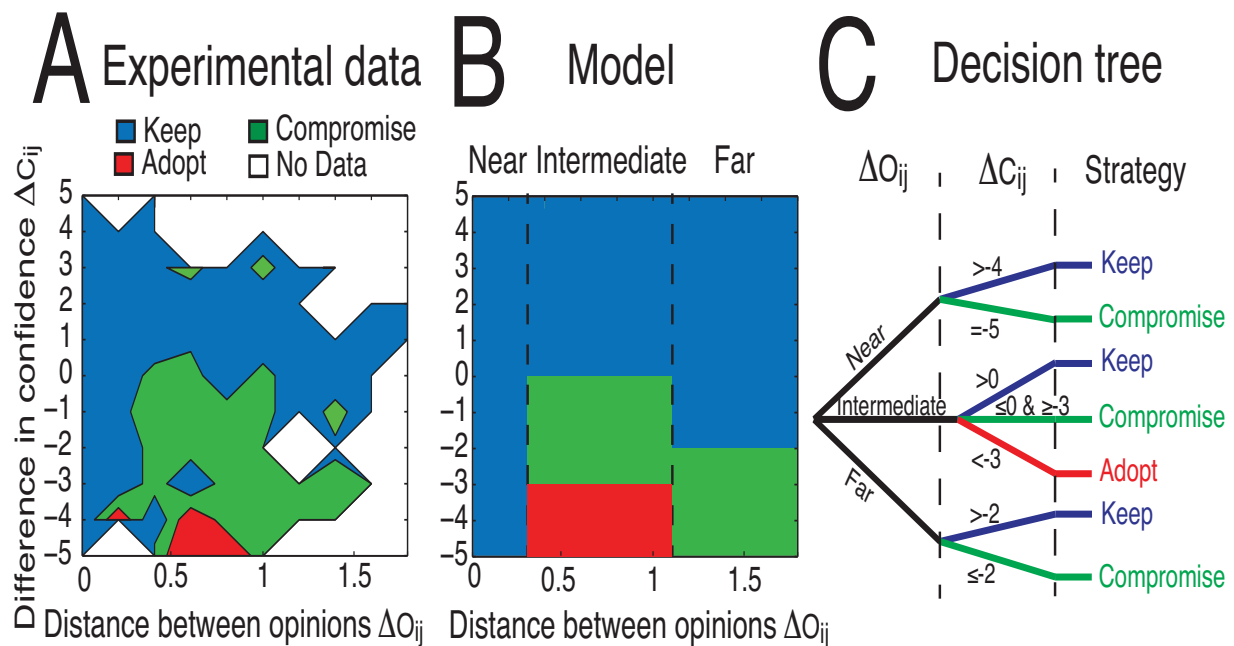 A Experimental data
Keep
Compromise
Adopt
No Data
Difference in confidence ΔCij
5
4
3
2
1
0
−1
−2
−3
−4
−5
0
0.5
1
1.5
Distance between opinions ΔOij
B Model
Near Intermediate Far
5
4
3
2
1
0
−1
−2
−3
−4
−5
0
0.5
1
1.5
Distance between opinions ΔOij
C Decision tree
ΔOij ΔCij Strategy
Near
>-4
Keep
=-5
Compromise
Intermediate
>0
Keep
≤0 & ≥-3
Compromise
<-3
Adopt
Far
>-2
Keep
≤-2
Compromise